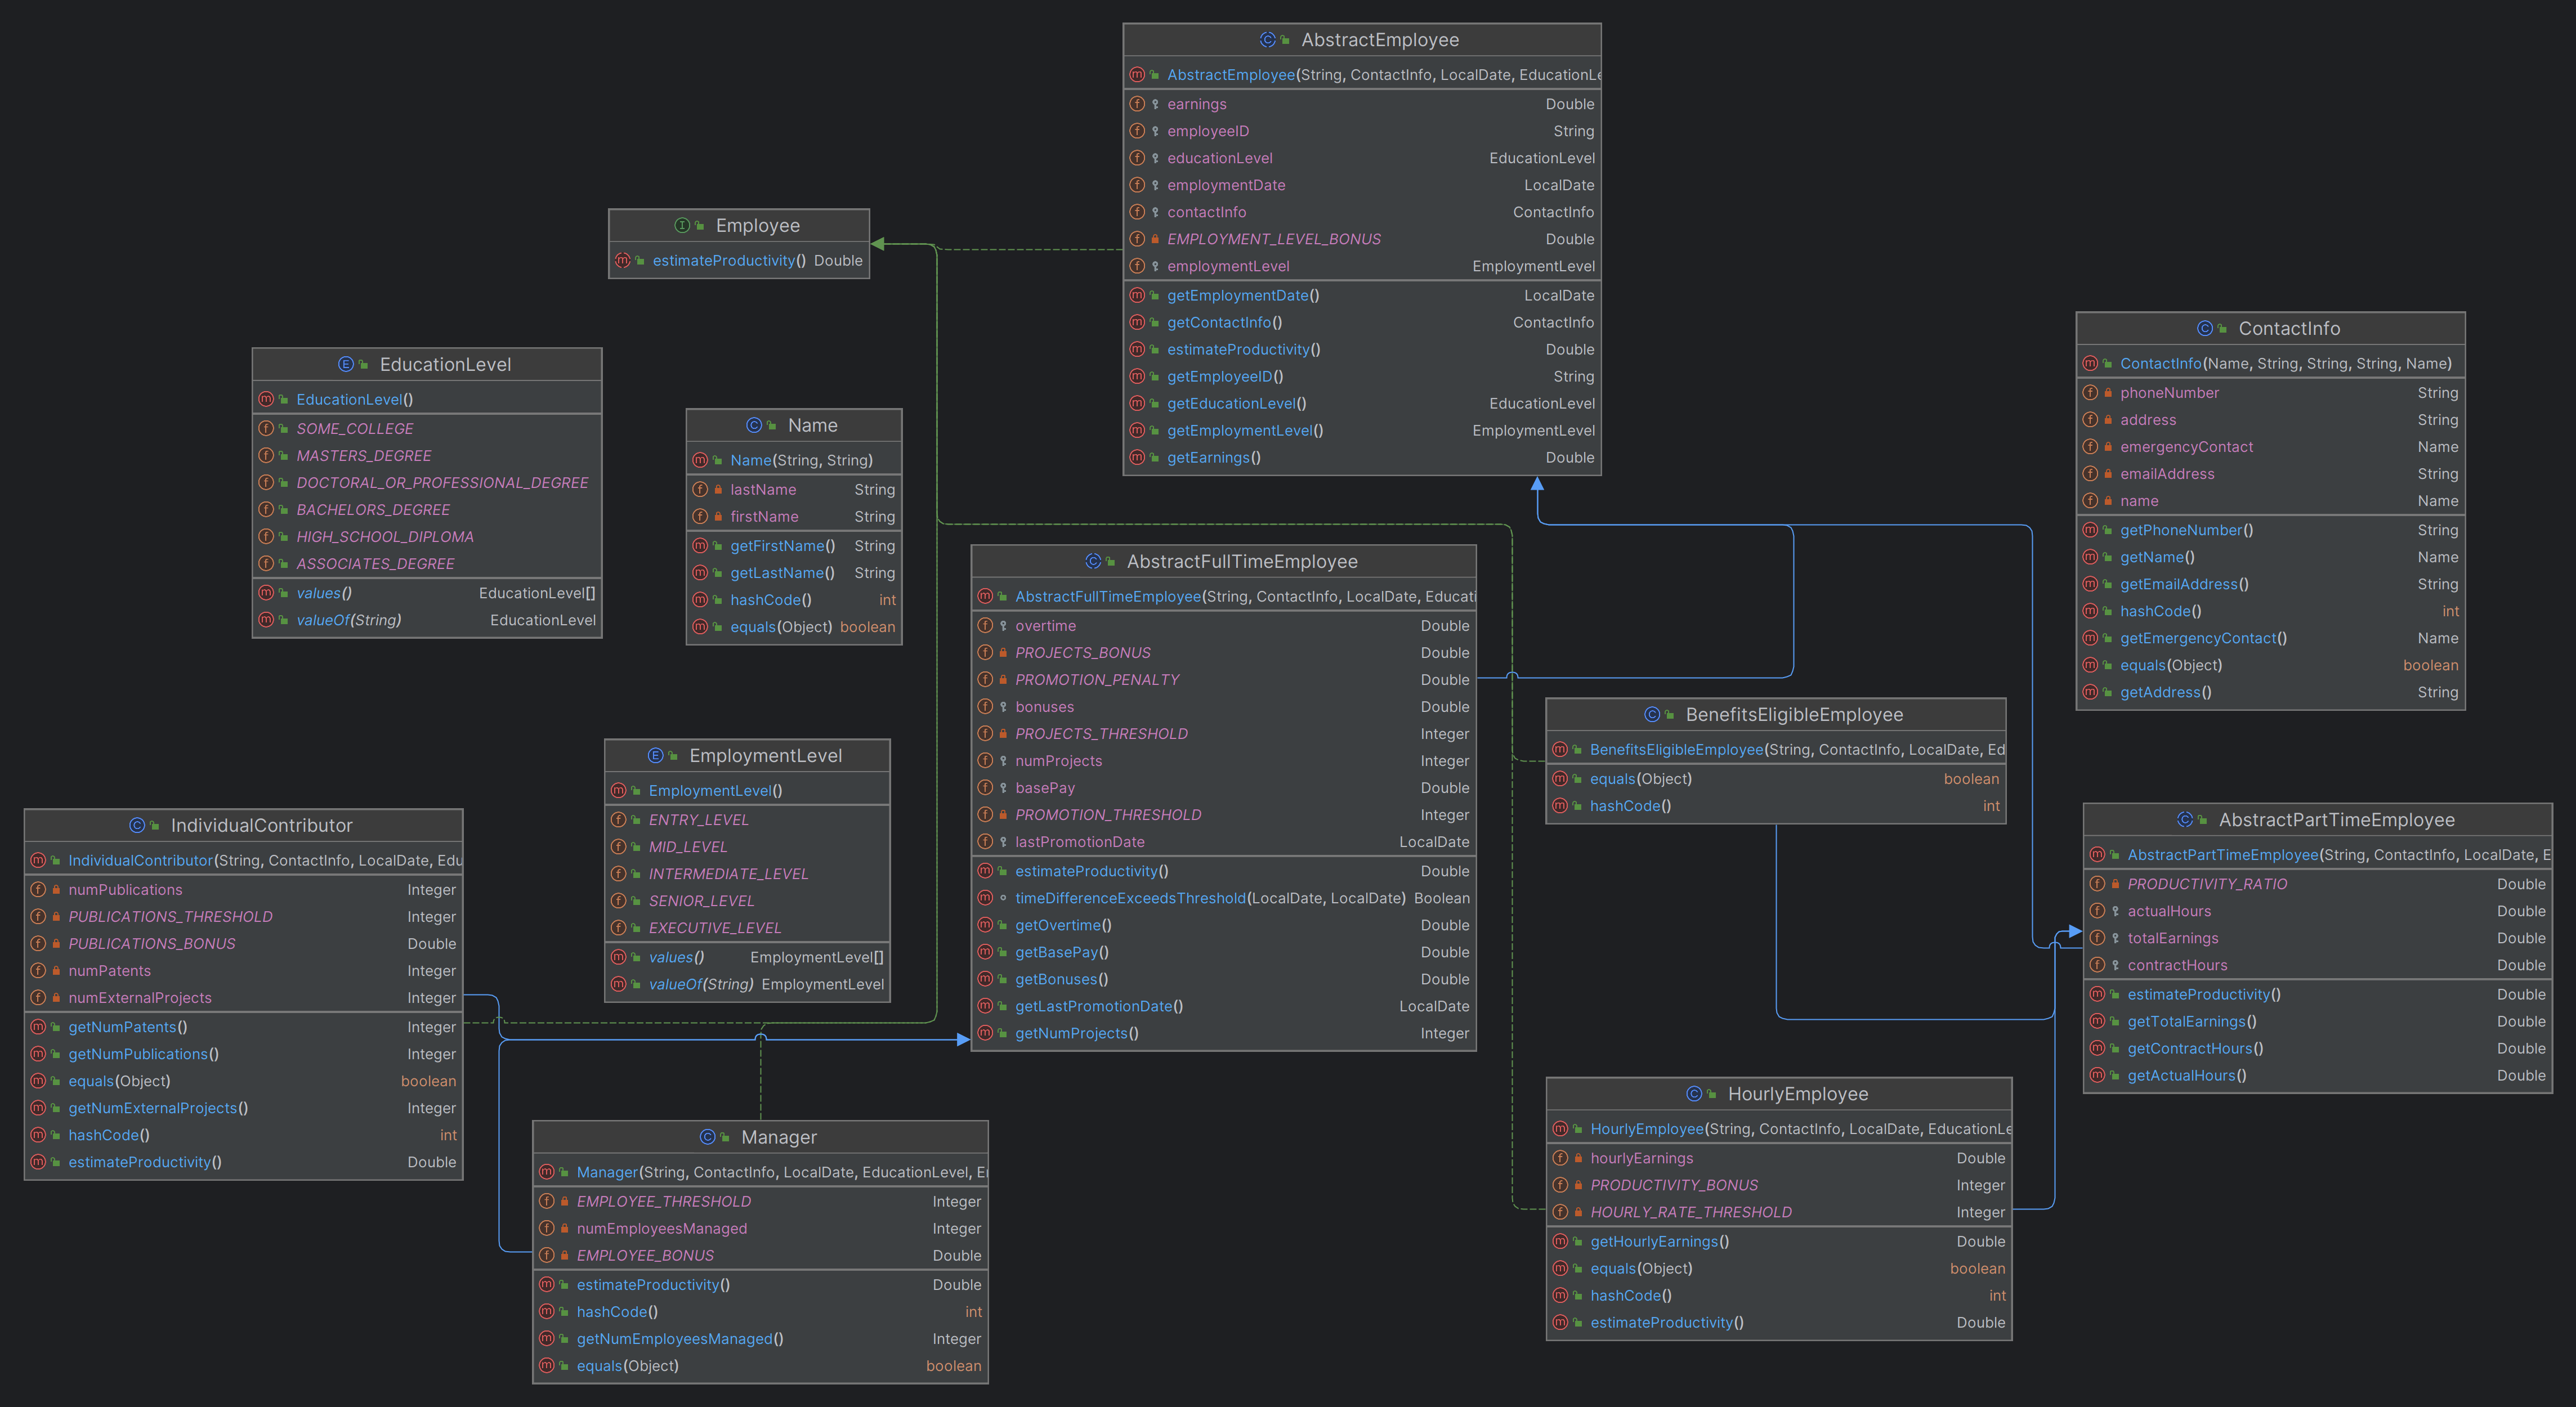 AbstractEmployee
AbstractEmployee(String, ContactInfo, LocalDate, EducationLe
earnings Double
employeeID String
educationLevel EducationLevel
employmentDate LocalDate
contactInfo ContactInfo
EMPLOYMENT_LEVEL_BONUS Double
employmentLevel EmploymentLevel
getEmploymentDate() LocalDate
getContactInfo() ContactInfo
estimateProductivity() Double
getEmployeeID() String
getEducationLevel() EducationLevel
getEmploymentLevel() EmploymentLevel
getEarnings() Double
Employee
estimateProductivity() Double
EducationLevel
EducationLevel()
SOME_COLLEGE
MASTERS_DEGREE
DOCTORAL_OR_PROFESSIONAL_DEGREE
BACHELORS_DEGREE
HIGH_SCHOOL_DIPLOMA
ASSOCIATES_DEGREE
values() EducationLevel[]
valueOf(String) EducationLevel
Name
Name(String, String)
lastName String
firstName String
getFirstName() String
getLastName() String
hashCode() int
equals(Object) boolean
ContactInfo
ContactInfo(Name, String, String, String, Name)
phoneNumber String
address String
emergencyContact Name
emailAddress String
name Name
getPhoneNumber() String
getName() Name
getEmailAddress() String
hashCode() int
getEmergencyContact() Name
equals(Object) boolean
getAddress() String
AbstractFullTimeEmployee
AbstractFullTimeEmployee(String, ContactInfo, LocalDate, Educati
overtime Double
PROJECTS_BONUS Double
PROMOTION_PENALTY Double
bonuses Double
PROJECTS_THRESHOLD Integer
numProjects Integer
basePay Double
PROMOTION_THRESHOLD Integer
lastPromotionDate LocalDate
estimateProductivity() Double
timeDifferenceExceedsThreshold(LocalDate, LocalDate) Boolean
getOvertime() Double
getBasePay() Double
getBonuses() Double
getLastPromotionDate() LocalDate
getNumProjects() Integer
BenefitsEligibleEmployee
BenefitsEligibleEmployee(String, ContactInfo, LocalDate, Ed
equals(Object) boolean
hashCode() int
EmploymentLevel
EmploymentLevel()
ENTRY_LEVEL
MID_LEVEL
INTERMEDIATE_LEVEL
SENIOR_LEVEL
EXECUTIVE_LEVEL
values() EmploymentLevel[]
valueOf(String) EmploymentLevel
IndividualContributor
IndividualContributor(String, ContactInfo, LocalDate, Edu
numPublications Integer
PUBLICATIONS_THRESHOLD Integer
PUBLICATIONS_BONUS Double
numPatents Integer
numExternalProjects Integer
getNumPatents() Integer
getNumPublications() Integer
equals(Object) boolean
getNumExternalProjects() Integer
hashCode() int
estimateProductivity() Double
AbstractPartTimeEmployee
AbstractPartTimeEmployee(String, ContactInfo, LocalDate, E
PRODUCTIVITY_RATIO Double
actualHours Double
totalEarnings Double
contractHours Double
estimateProductivity() Double
getTotalEarnings() Double
getContractHours() Double
getActualHours() Double
Manager
Manager(String, ContactInfo, LocalDate, EducationLevel, E
EMPLOYEE_THRESHOLD Integer
numEmployeesManaged Integer
EMPLOYEE_BONUS Double
estimateProductivity() Double
hashCode() int
getNumEmployeesManaged() Integer
equals(Object) boolean
HourlyEmployee
HourlyEmployee(String, ContactInfo, LocalDate, EducationLe
hourlyEarnings Double
PRODUCTIVITY_BONUS Integer
HOURLY_RATE_THRESHOLD Integer
getHourlyEarnings() Double
equals(Object) boolean
hashCode() int
estimateProductivity() Double